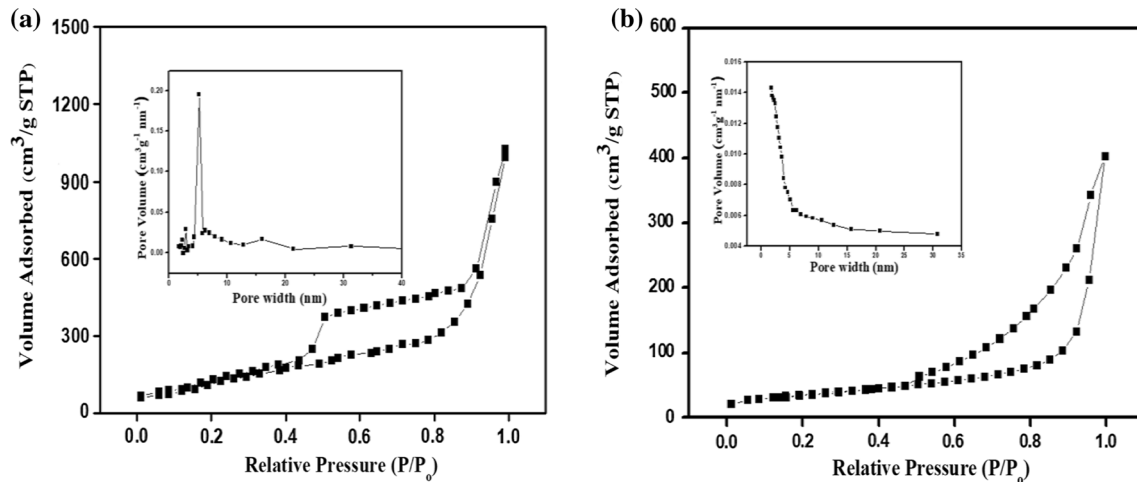 (a)
1500
1200
900
600
300
0
Volume Adsorbed (cm³/g STP)
0.0 0.2 0.4 0.6 0.8 1.0
Relative Pressure (P/Pₒ)
0.20
0.15
0.10
0.05
0.00
Pore Volume (cm³g⁻¹ nm⁻¹)
0 10 20 30 40
Pore width (nm)
(b)
600
500
400
300
200
100
0
Volume Adsorbed (cm³/g STP)
0.0 0.2 0.4 0.6 0.8 1.0
Relative Pressure (P/Pₒ)
0.016
0.014
0.012
0.010
0.008
0.006
0.004
Pore Volume (cm³g⁻¹ nm⁻¹)
0 5 10 15 20 25 30 35
Pore width (nm)